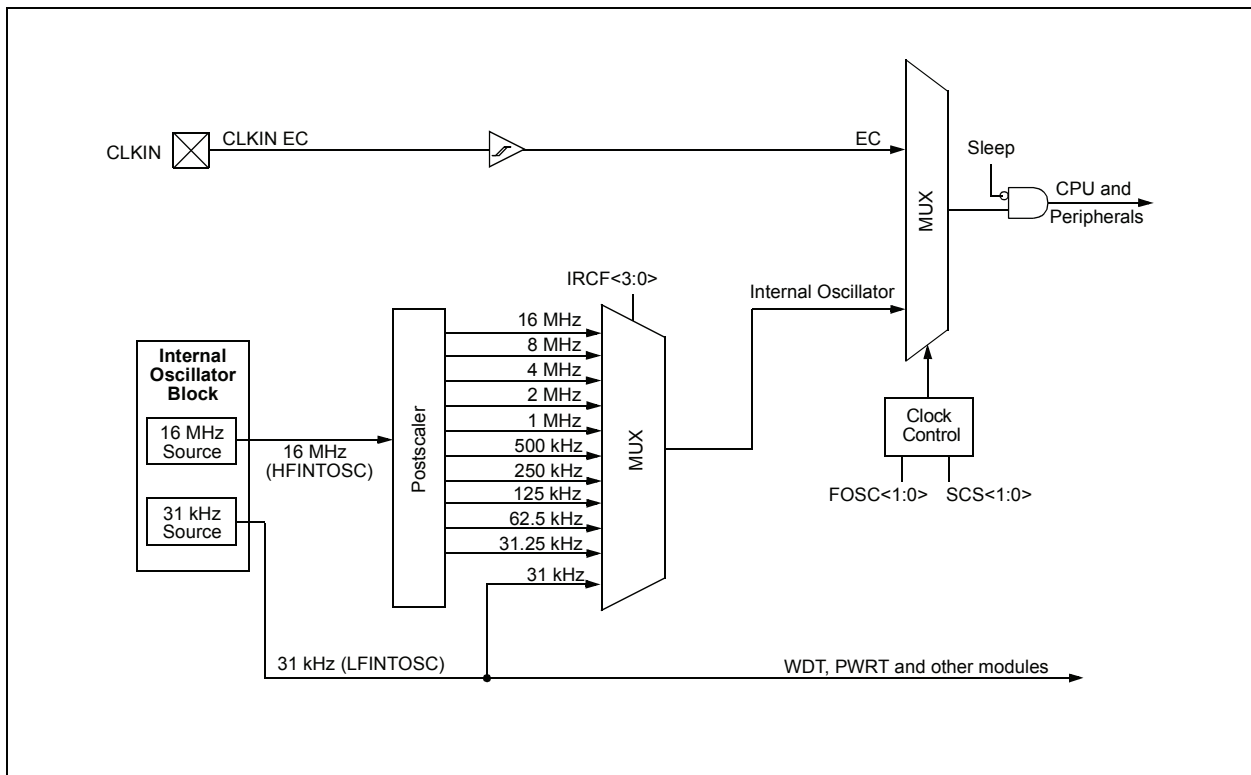 CLKIN
CLKIN EC
EC
Sleep
MUX
CPU and
Peripherals
IRCF<3:0>
Internal Oscillator
Internal
Oscillator
Block
16 MHz
Source
31 kHz
Source
16 MHz
(HFINTOSC)
Postscaler
16 MHz
8 MHz
4 MHz
2 MHz
1 MHz
500 kHz
250 kHz
125 kHz
62.5 kHz
31.25 kHz
31 kHz
MUX
Clock
Control
FOSC<1:0>
SCS<1:0>
31 kHz (LFINTOSC)
WDT, PWRT and other modules